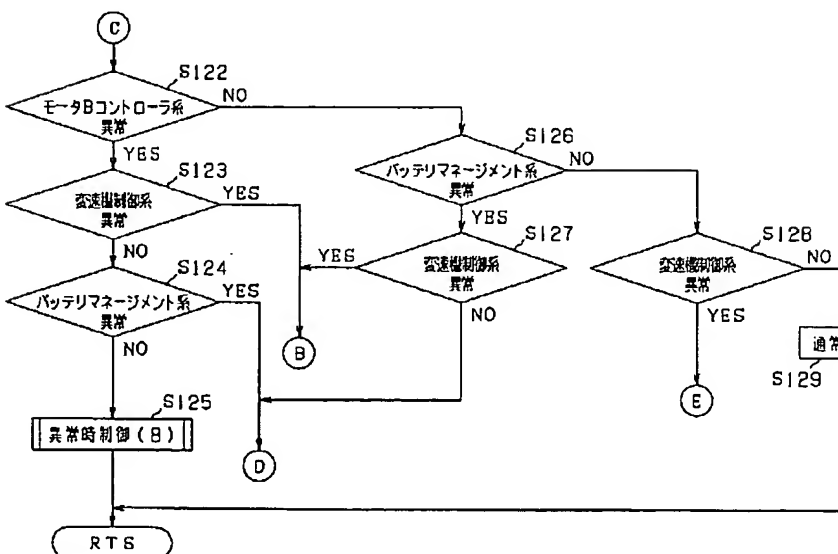 C
S122
モータBコントローラ系
異常
NO
YES
S123
変速機制御系
異常
YES
NO
S124
バッテリマネージメント系
異常
YES
NO
S125
異常時制御(8)
RTS
B
D
S126
バッテリマネージメント系
異常
NO
YES
S127
変速機制御系
異常
YES
NO
S128
変速機制御系
異常
NO
YES
E
通常
S129